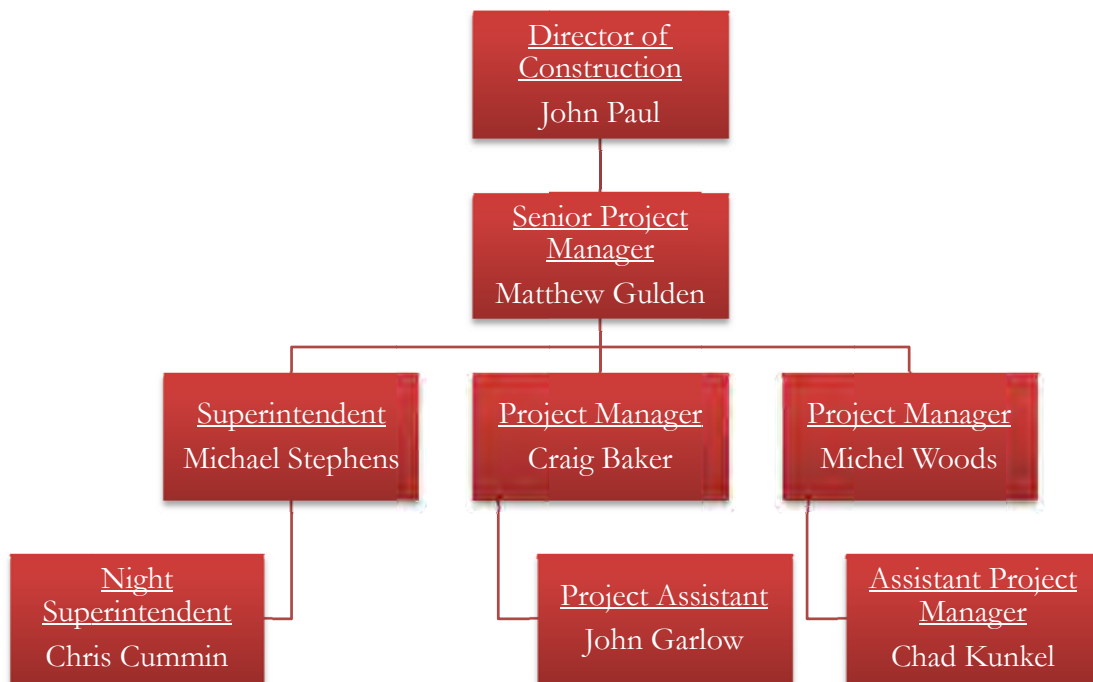 Director of
Construction
John Paul
Senior Project
Manager
Matthew Gulden
Superintendent
Michael Stephens
Project Manager
Craig Baker
Project Manager
Michel Woods
Night
Superintendent
Chris Cummin
Project Assistant
John Garlow
Assistant Project
Manager
Chad Kunkel